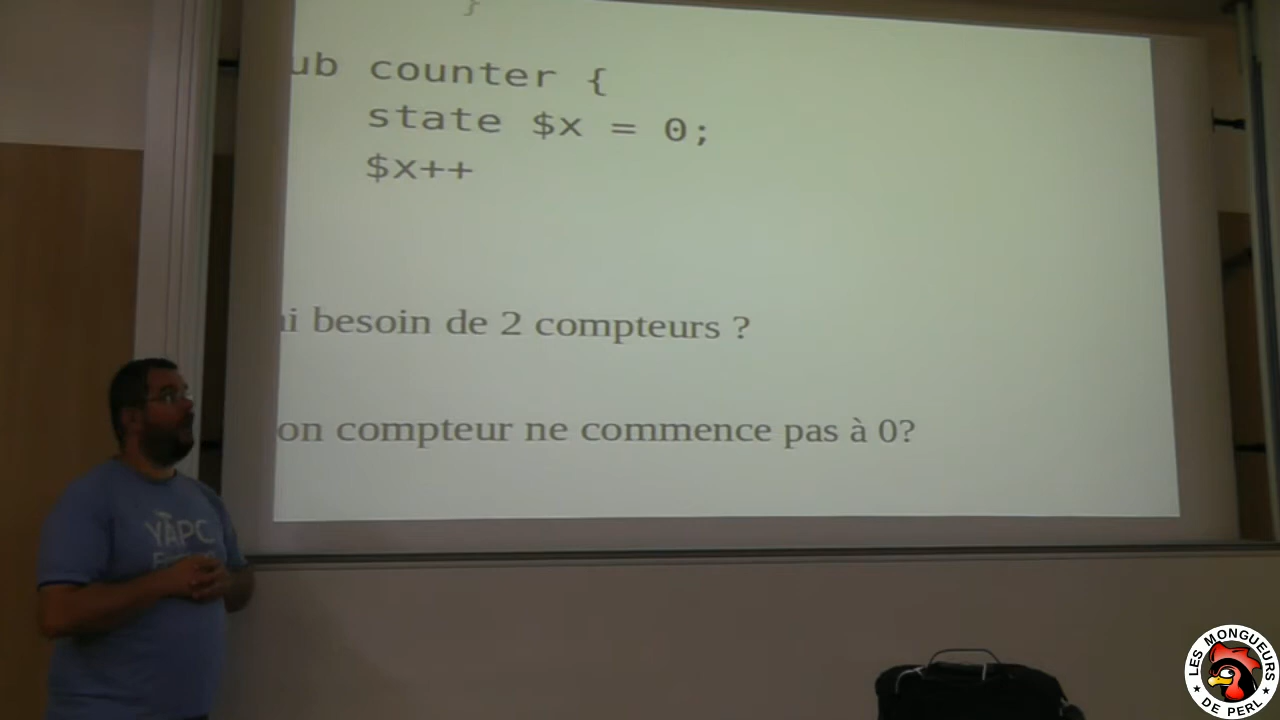 }
ub counter {
state $x = 0;
$x++
i besoin de 2 compteurs ?
on compteur ne commence pas à 0?
YAPC
LES MONGUEURS
DE PERL